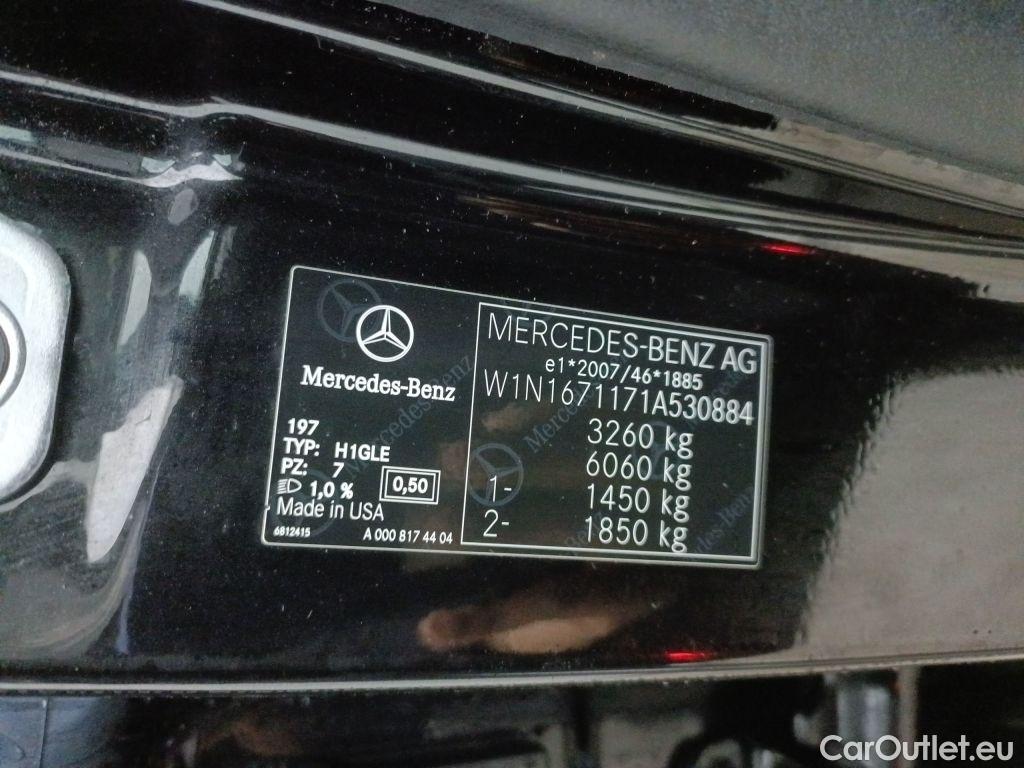 Mercedes-Benz
197
TYP: H1GLE
PZ: 7
1,0 % 0,50
Made in USA
6812415 A 000 817 44 04
MERCEDES-BENZ AG
e1*2007/46*1885
W1N1671171A530884
3260 kg
6060 kg
1- 1450 kg
2- 1850 kg
CarOutlet.eu